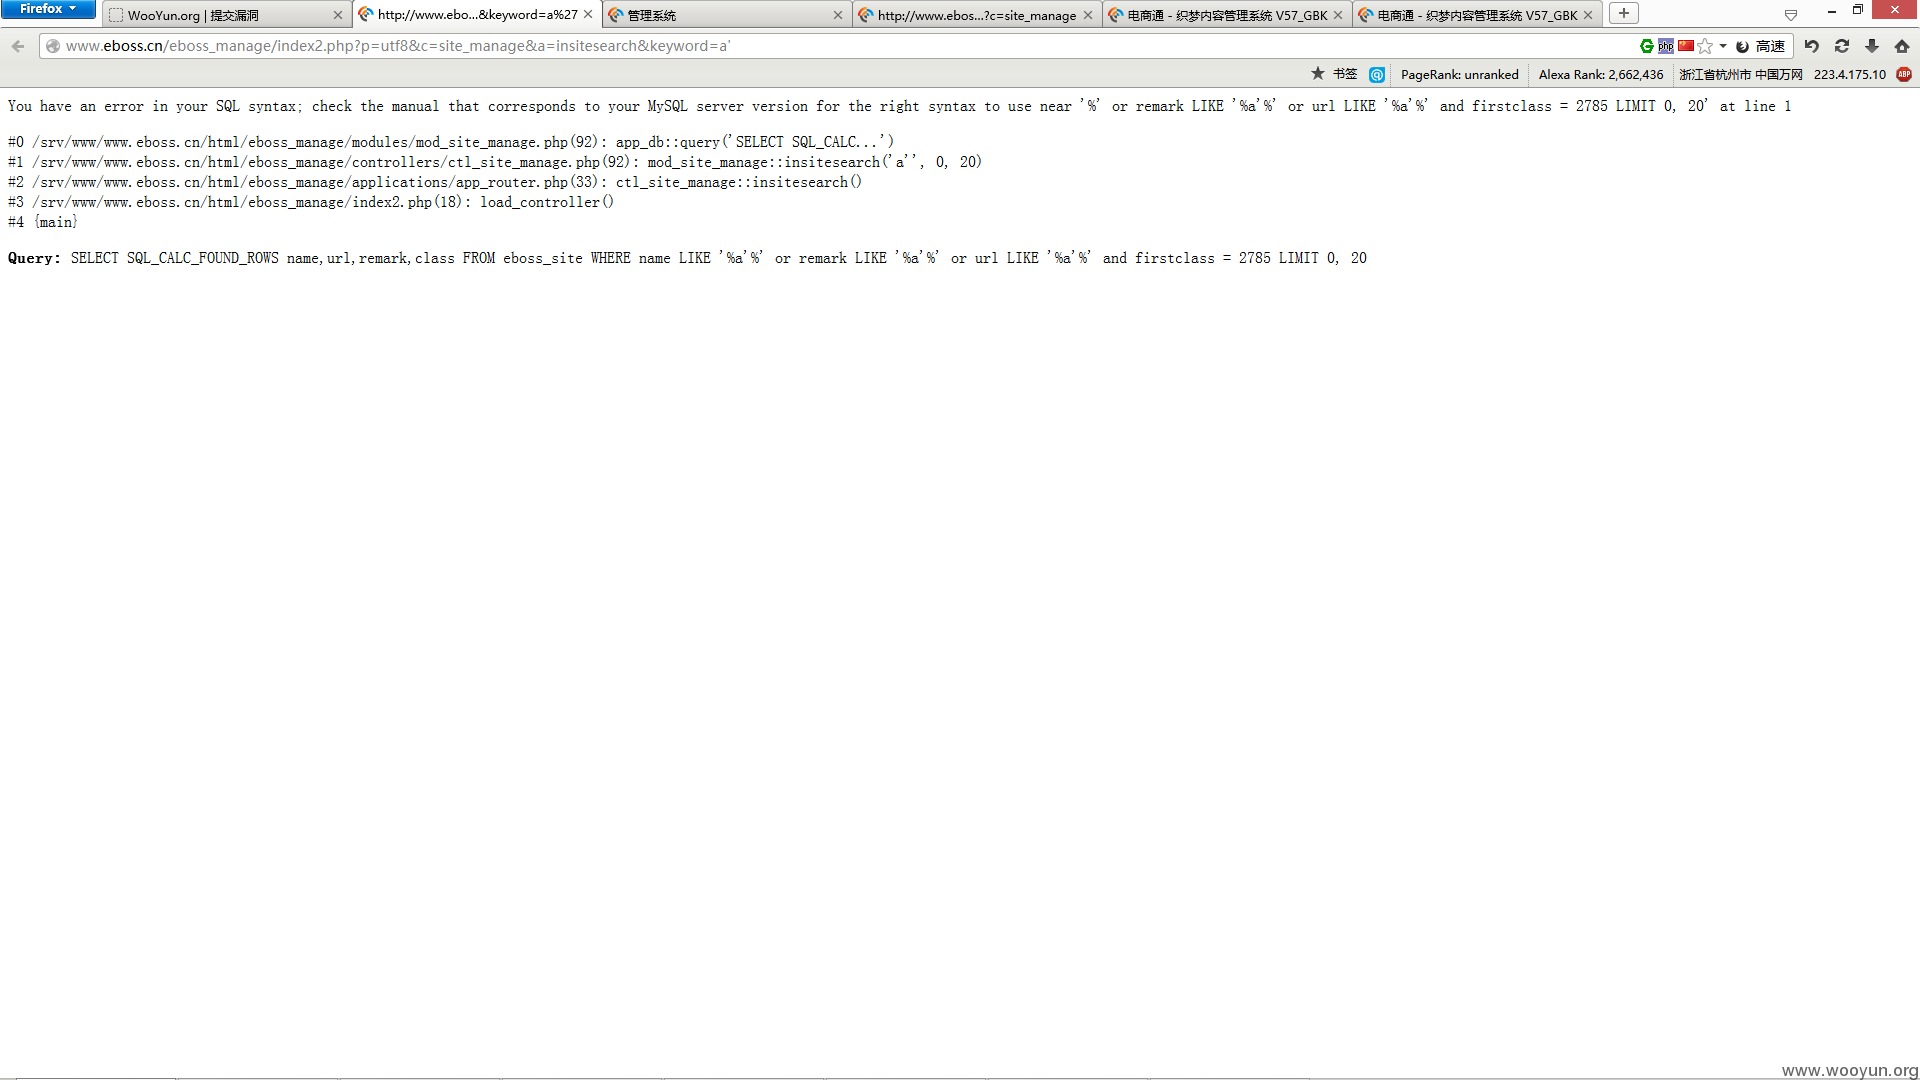 Firefox
WooYun.org | 提交漏洞
http://www.ebo...&keyword=a%27
管理系统
http://www.ebos...?c=site_manage
电商通 - 织梦内容管理系统 V57_GBK
电商通 - 织梦内容管理系统 V57_GBK
www.eboss.cn/eboss_manage/index2.php?p=utf8&c=site_manage&a=insitesearch&keyword=a'
php
高速
书签
PageRank: unranked
Alexa Rank: 2,662,436
浙江省杭州市 中国万网
223.4.175.10
ABP
You have an error in your SQL syntax; check the manual that corresponds to your MySQL server version for the right syntax to use near '%' or remark LIKE '%a'%' or url LIKE '%a'%' and firstclass = 2785 LIMIT 0, 20' at line 1
#0 /srv/www/www.eboss.cn/html/eboss_manage/modules/mod_site_manage.php(92): app_db::query('SELECT SQL_CALC...')
#1 /srv/www/www.eboss.cn/html/eboss_manage/controllers/ctl_site_manage.php(92): mod_site_manage::insitesearch('a'', 0, 20)
#2 /srv/www/www.eboss.cn/html/eboss_manage/applications/app_router.php(33): ctl_site_manage::insitesearch()
#3 /srv/www/www.eboss.cn/html/eboss_manage/index2.php(18): load_controller()
#4 {main}
Query: SELECT SQL_CALC_FOUND_ROWS name,url,remark,class FROM eboss_site WHERE name LIKE '%a'%' or remark LIKE '%a'%' or url LIKE '%a'%' and firstclass = 2785 LIMIT 0, 20
www.wooyun.org